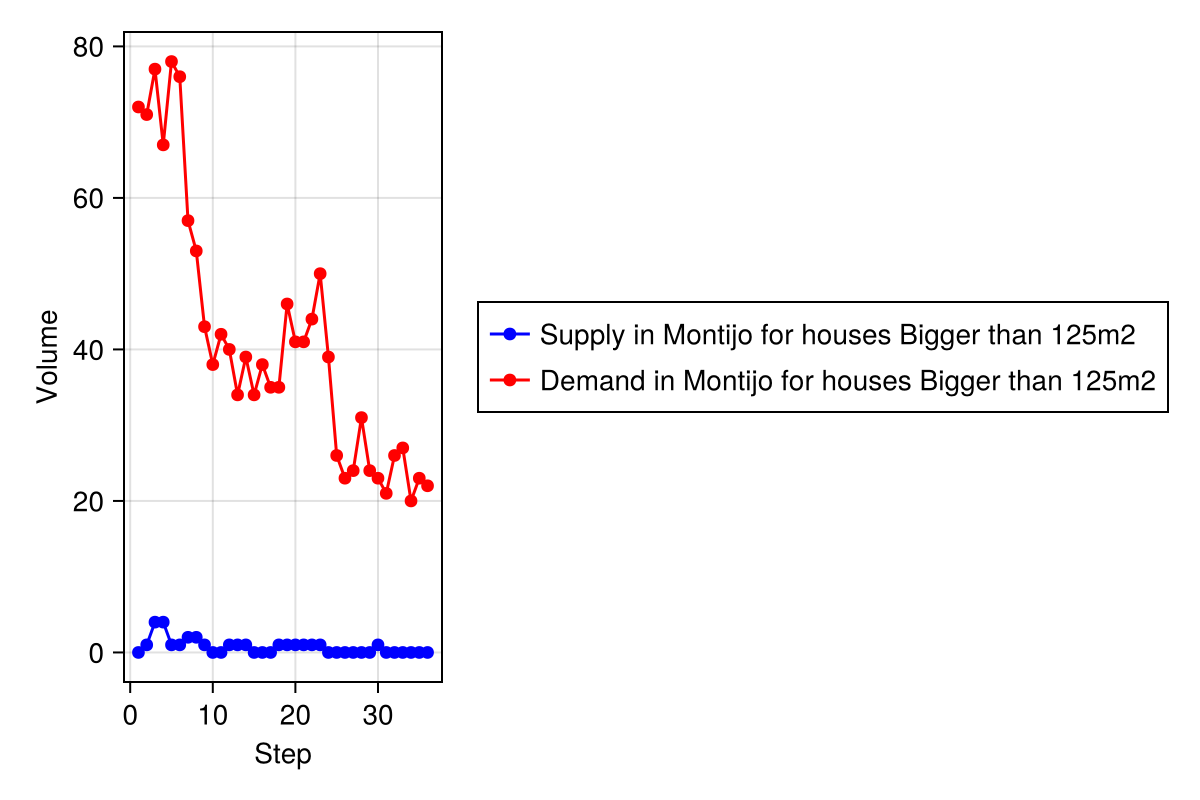 80
60
40
20
0
Volume
0 10 20 30
Step
Supply in Montijo for houses Bigger than 125m2
Demand in Montijo for houses Bigger than 125m2